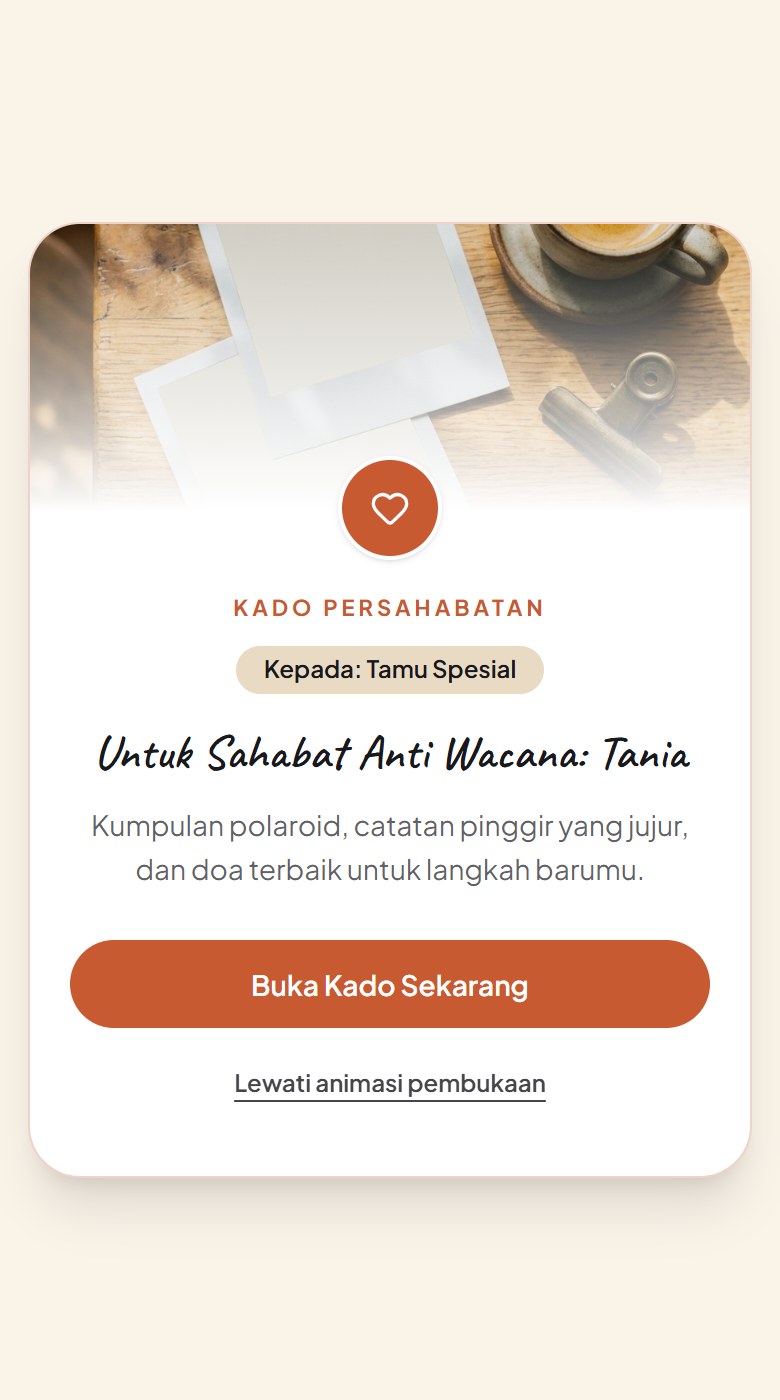 KADO PERSAHABATAN
Kepada: Tamu Spesial
Untuk Sahabat Anti Wacana: Tania
Kumpulan polaroid, catatan pinggir yang jujur,
dan doa terbaik untuk langkah barumu.
Buka Kado Sekarang
Lewati animasi pembukaan